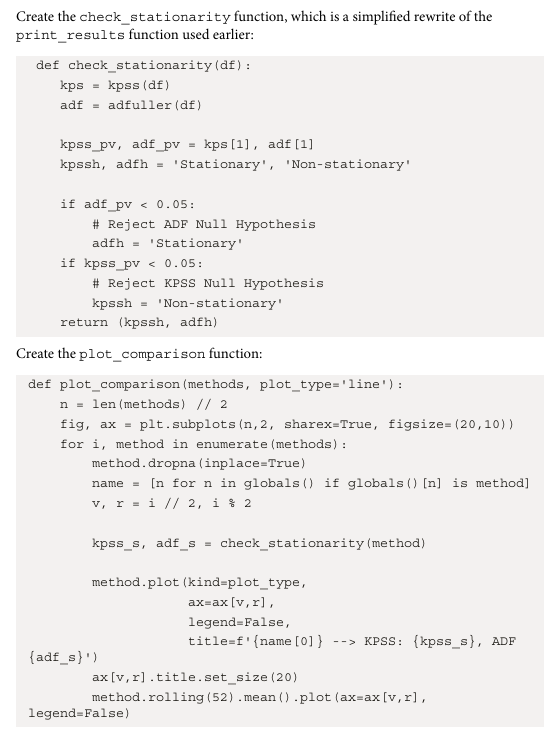 Create the check_stationarity function, which is a simplified rewrite of the
print_results function used earlier:
def check_stationarity(df):
    kps = kpss(df)
    adf = adfuller(df)
    kpss_pv, adf_pv = kps[1], adf[1]
    kpssh, adfh = 'Stationary', 'Non-stationary'
    if adf_pv < 0.05:
        # Reject ADF Null Hypothesis
        adfh = 'Stationary'
    if kpss_pv < 0.05:
        # Reject KPSS Null Hypothesis
        kpssh = 'Non-stationary'
    return (kpssh, adfh)
Create the plot_comparison function:
def plot_comparison(methods, plot_type='line'):
    n = len(methods) // 2
    fig, ax = plt.subplots(n,2, sharex=True, figsize=(20,10))
    for i, method in enumerate(methods):
        method.dropna(inplace=True)
        name = [n for n in globals() if globals()[n] is method]
        v, r = i // 2, i % 2
        kpss_s, adf_s = check_stationarity(method)
        method.plot(kind=plot_type,
                    ax=ax[v,r],
                    legend=False,
                    title=f'{name[0]} --> KPSS: {kpss_s}, ADF
{adf_s}')
        ax[v,r].title.set_size(20)
        method.rolling(52).mean().plot(ax=ax[v,r],
legend=False)